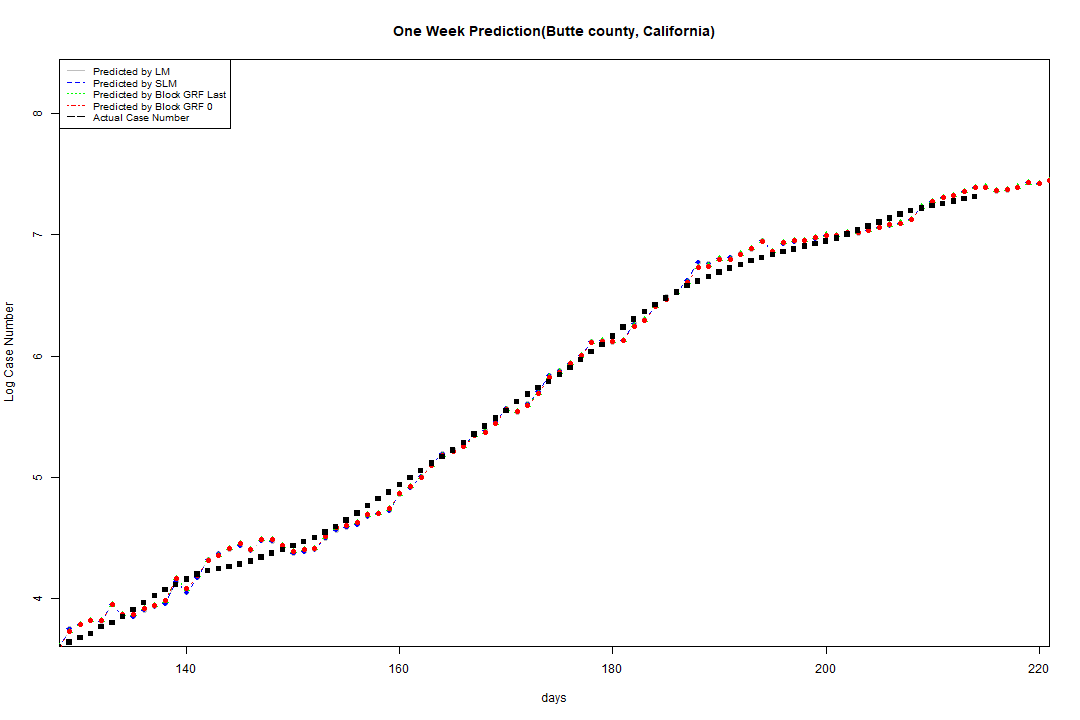 One Week Prediction(Butte county, California)
Predicted by LM
Predicted by SLM
Predicted by Block GRF Last
Predicted by Block GRF 0
Actual Case Number
8
7
6
5
4
Log Case Number
140 160 180 200 220
days